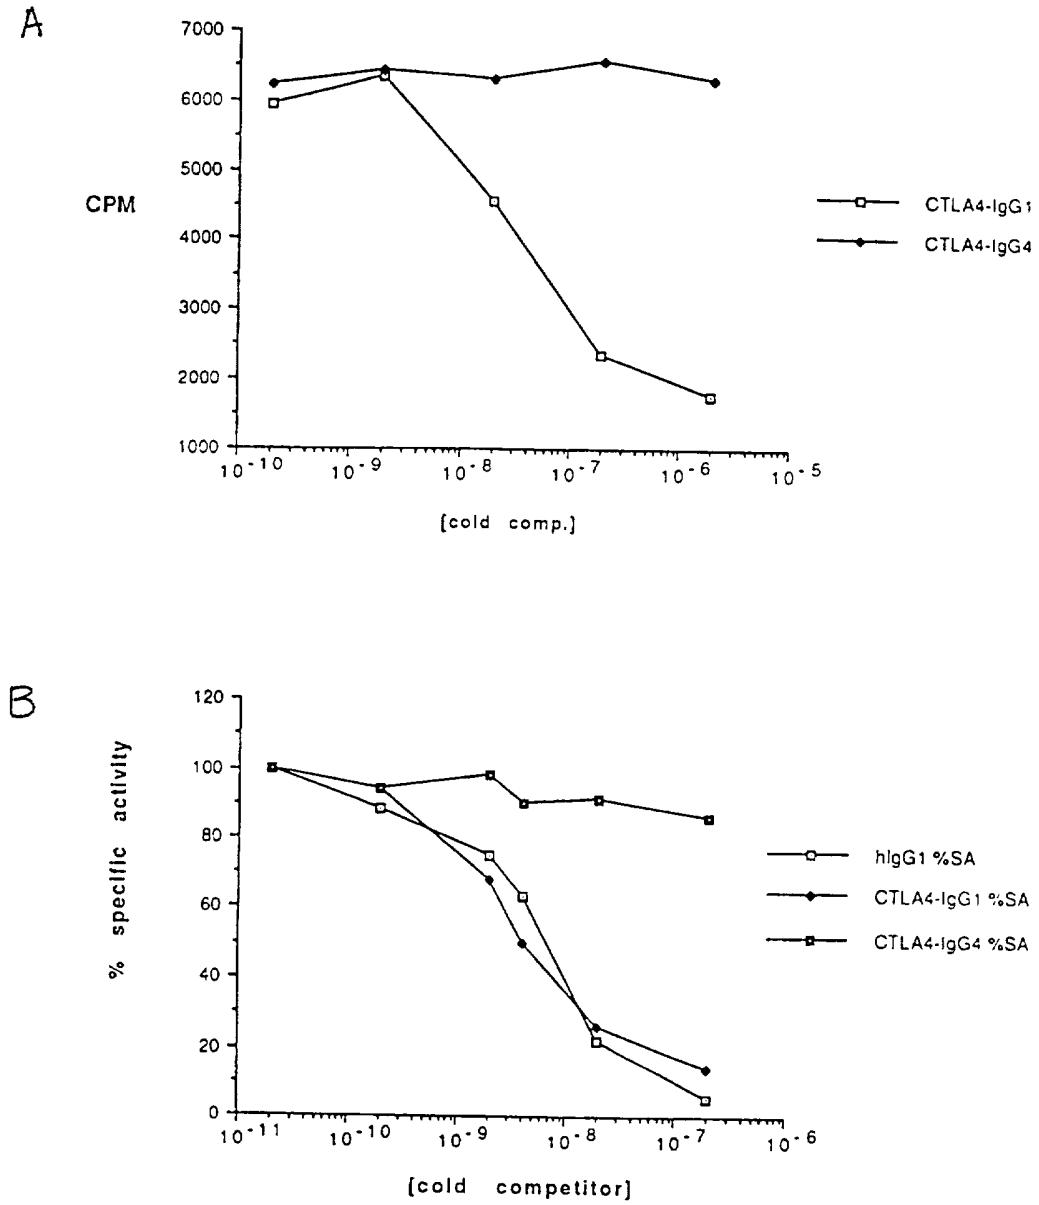 A
7000
6000
5000
4000
3000
2000
1000
CPM
10-10
10-9
10-8
10-7
10-6
10-5
[cold comp.]
CTLA4-IgG1
CTLA4-IgG4
B
120
100
80
60
40
20
0
% specific activity
10-11
10-10
10-9
10-8
10-7
10-6
[cold competitor]
hIgG1 %SA
CTLA4-IgG1 %SA
CTLA4-IgG4 %SA